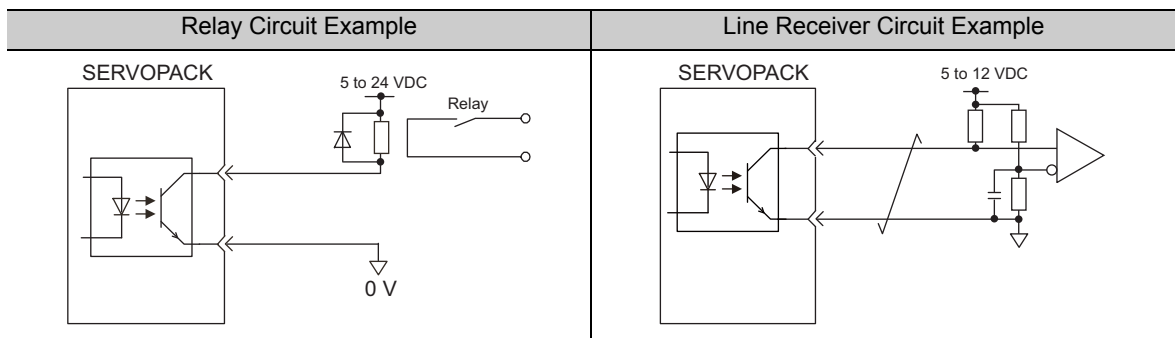 Relay Circuit Example
Line Receiver Circuit Example
SERVOPACK
5 to 24 VDC
Relay
0 V
SERVOPACK
5 to 12 VDC